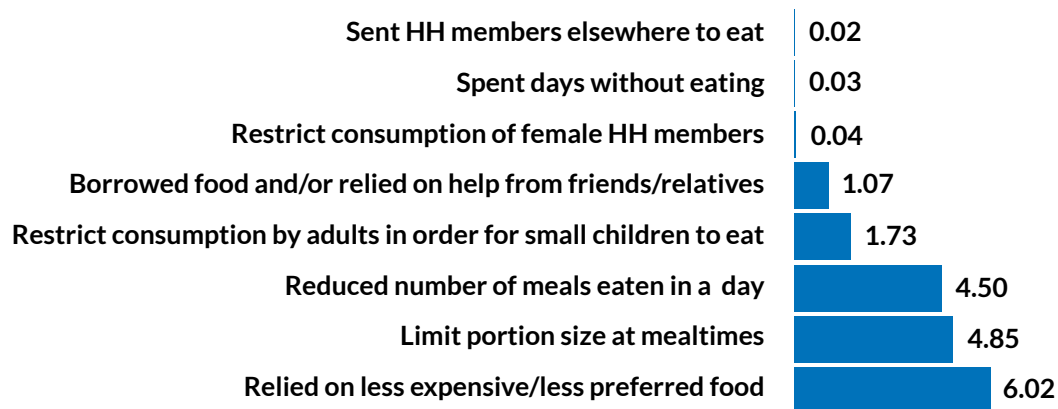 Sent HH members elsewhere to eat 0.02
Spent days without eating 0.03
Restrict consumption of female HH members 0.04
Borrowed food and/or relied on help from friends/relatives 1.07
Restrict consumption by adults in order for small children to eat 1.73
Reduced number of meals eaten in a day 4.50
Limit portion size at mealtimes 4.85
Relied on less expensive/less preferred food 6.02